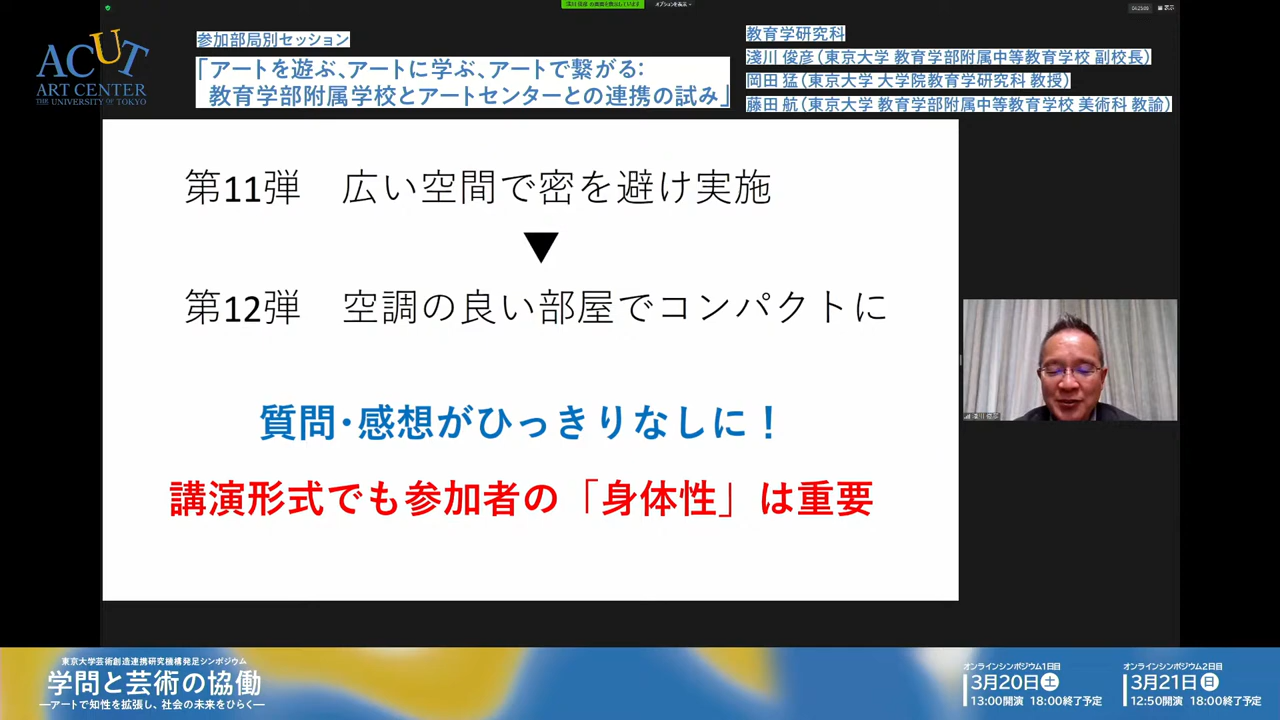 ACUT
ART CENTER
THE UNIVERSITY OF TOKYO
参加部局別セッション
「アートを遊ぶ、アートに学ぶ、アートで繋がる:
教育学部附属学校とアートセンターとの連携の試み」
教育学研究科
淺川 俊彦（東京大学 教育学部附属中等教育学校 副校長）
岡田 猛（東京大学 大学院教育学研究科 教授）
藤田 航（東京大学 教育学部附属中等教育学校 美術科 教諭）
オプションを表示
表示
第11弾　広い空間で密を避け実施
▼
第12弾　空調の良い部屋でコンパクトに
質問・感想がひっきりなしに！
講演形式でも参加者の「身体性」は重要
東京大学芸術創造連携研究機構発足シンポジウム
学問と芸術の協働
―アートで知性を拡張し、社会の未来をひらく―
オンラインシンポジウム1日目
3月20日土
13:00開演 18:00終了予定
オンラインシンポジウム2日目
3月21日日
12:50開演 18:00終了予定